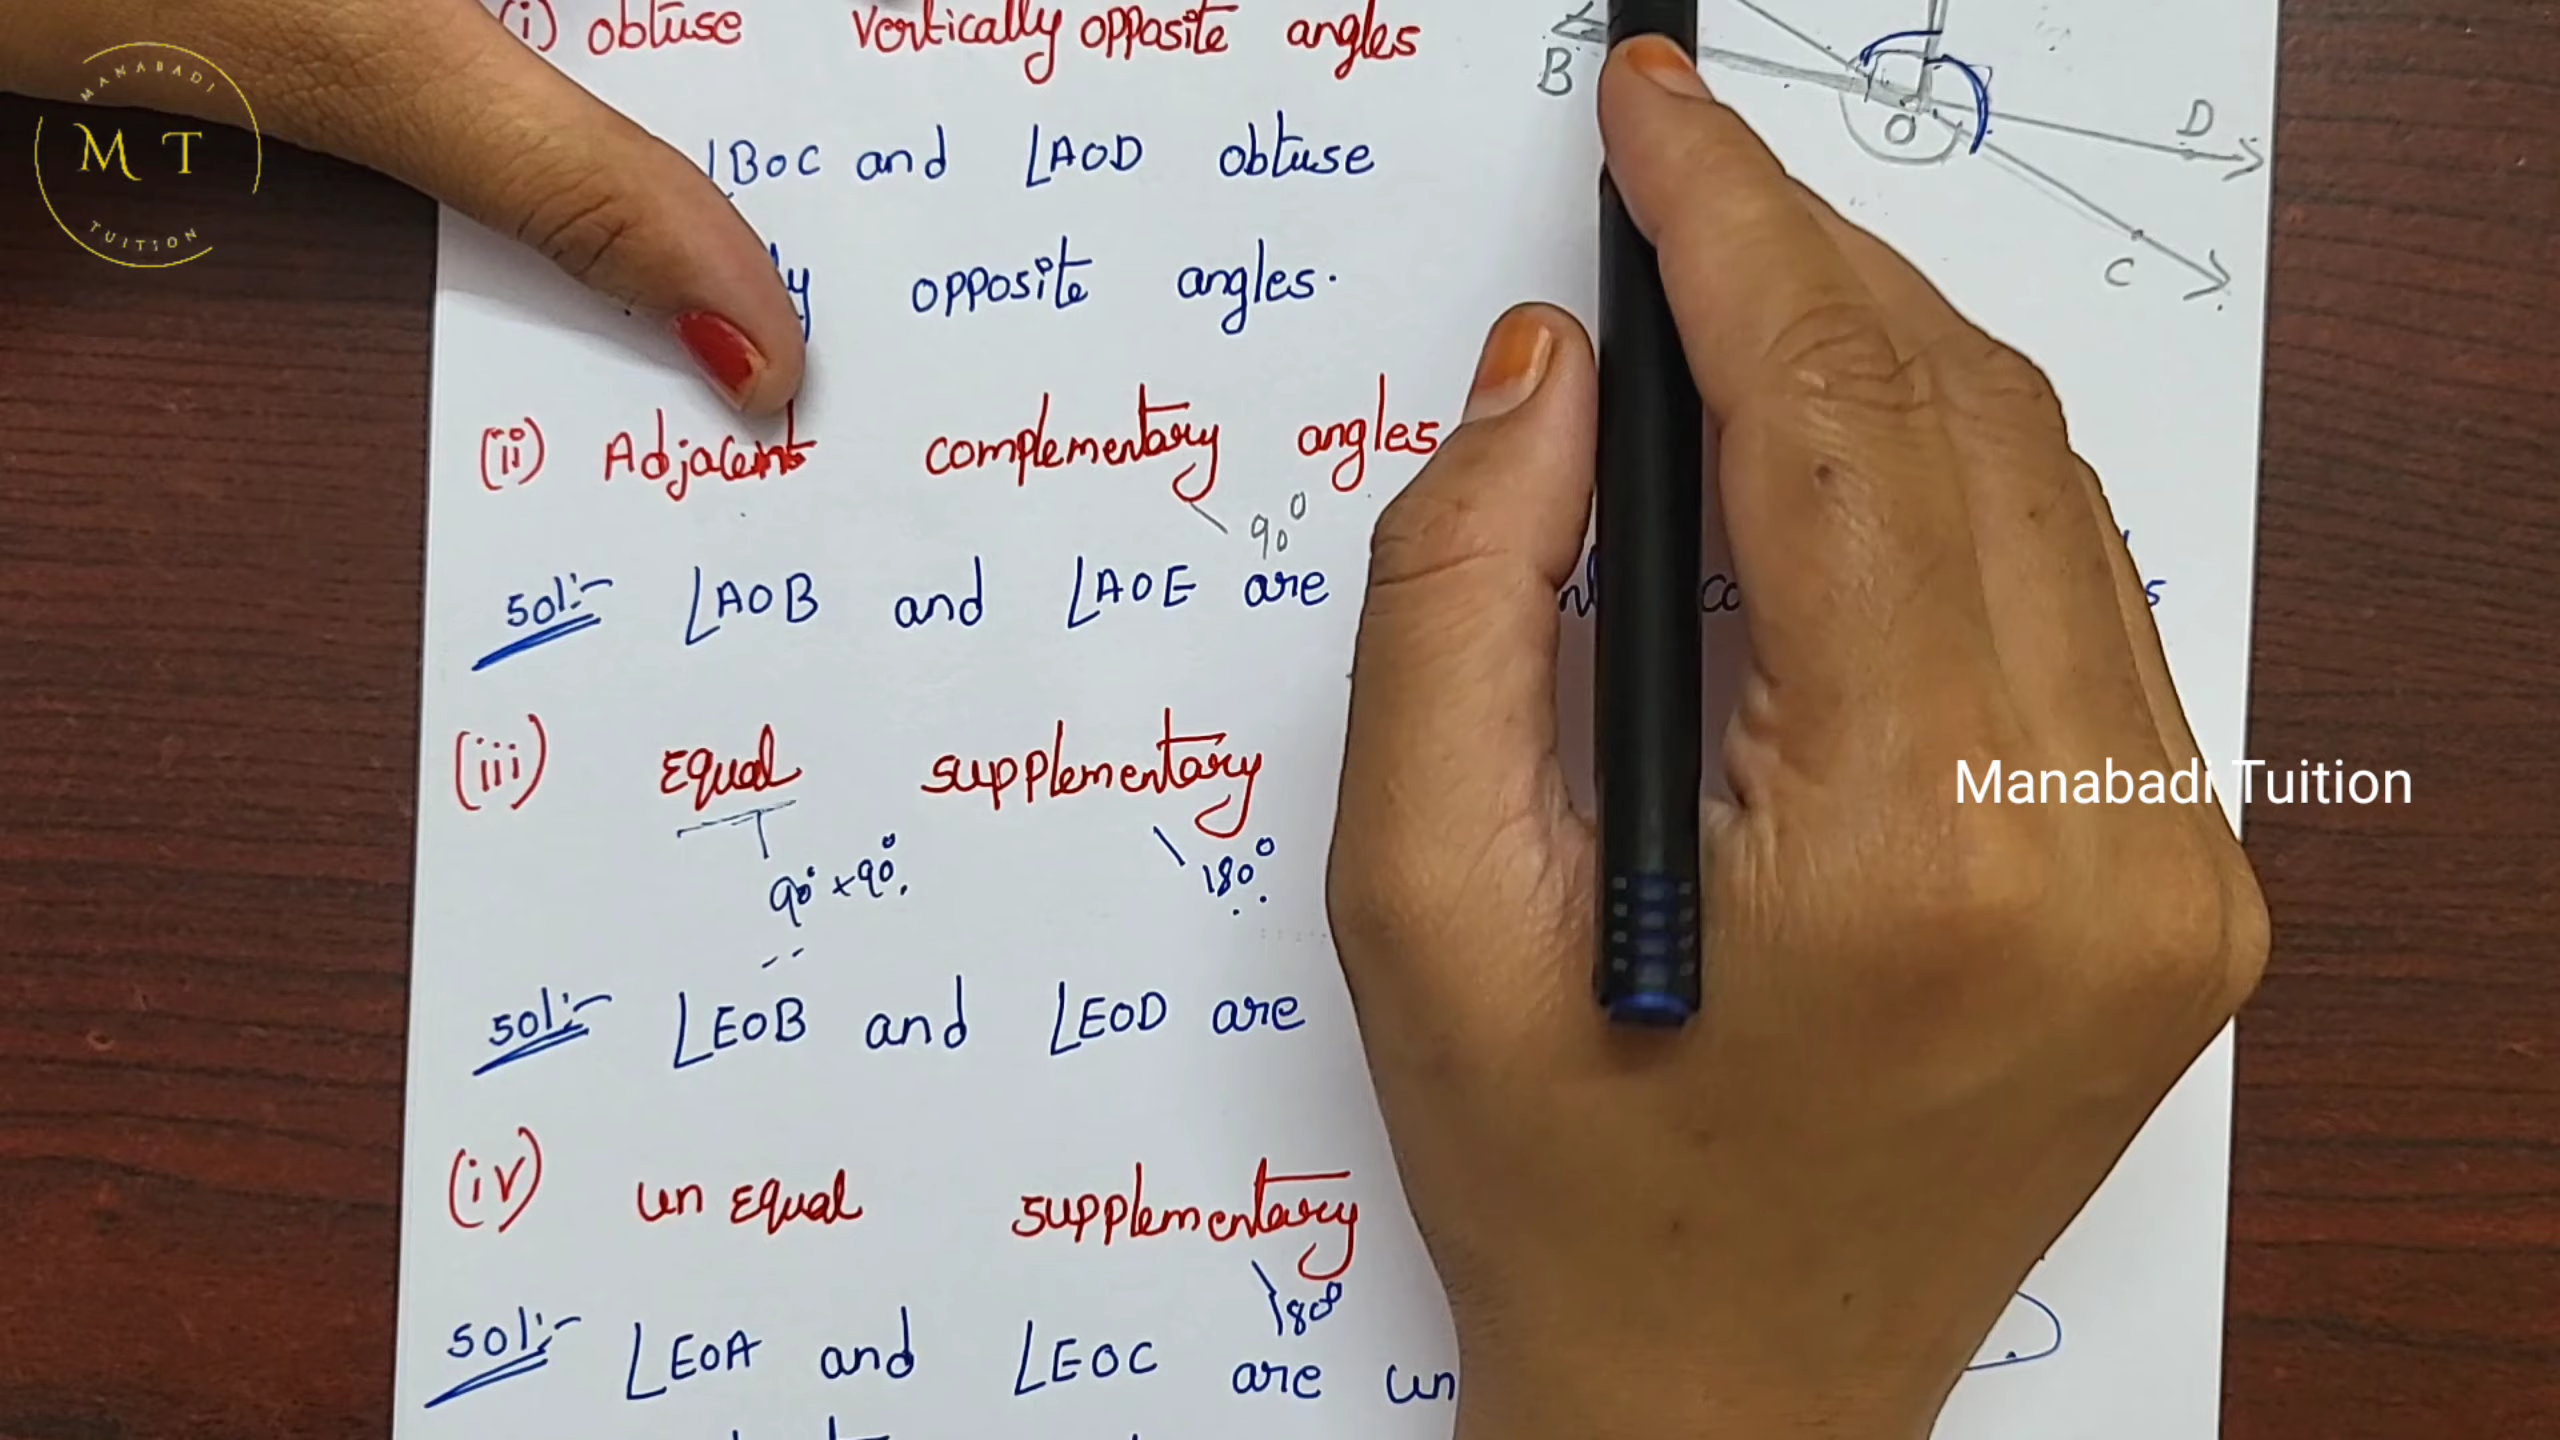 (i) obtuse vertically opposite angles
∠BOC and ∠AOD obtuse
opposite angles.
(ii) Adjacent complementary angles
90°
Sol:- ∠AOB and ∠AOE are
(iii) Equal supplementary
90° + 90°. 180°
Sol:- ∠EOB and ∠EOD are
(iv) un Equal supplementary
180°
Sol:- ∠EOA and ∠EOC are un
B
O
D
C
MANABADI
M T
TUITION
Manabadi Tuition